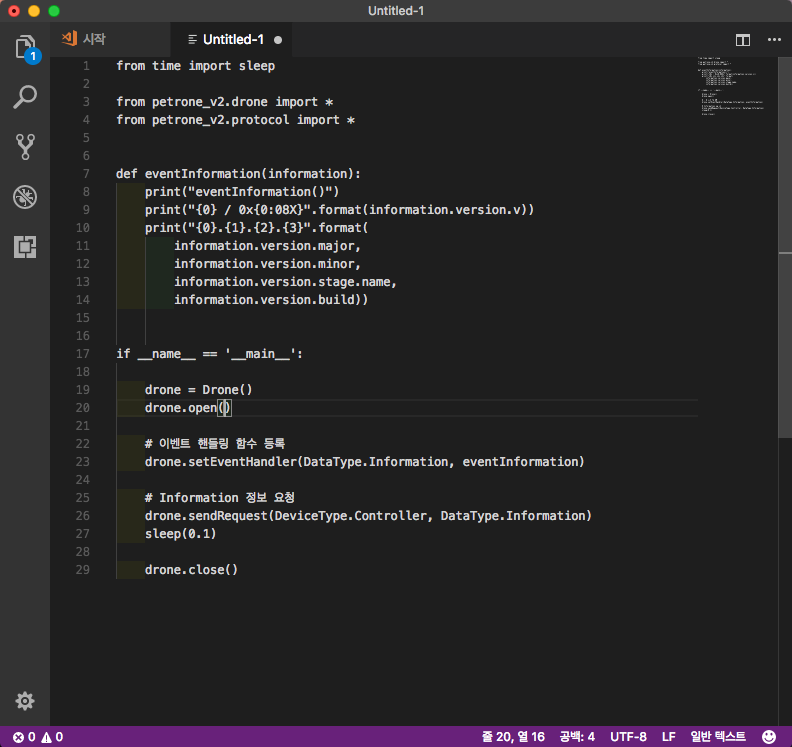 Untitled-1
시작
Untitled-1
1
1 from time import sleep
2
3 from petrone_v2.drone import *
4 from petrone_v2.protocol import *
5
6
7 def eventInformation(information):
8     print("eventInformation()")
9     print("{0} / 0x{0:08X}".format(information.version.v))
10     print("{0}.{1}.{2}.{3}".format(
11         information.version.major,
12         information.version.minor,
13         information.version.stage.name,
14         information.version.build))
15
16
17 if __name__ == '__main__':
18
19     drone = Drone()
20     drone.open()
21
22     # 이벤트 핸들링 함수 등록
23     drone.setEventHandler(DataType.Information, eventInformation)
24
25     # Information 정보 요청
26     drone.sendRequest(DeviceType.Controller, DataType.Information)
27     sleep(0.1)
28
29     drone.close()
0 0 줄 20, 열 16 공백: 4 UTF-8 LF 일반 텍스트